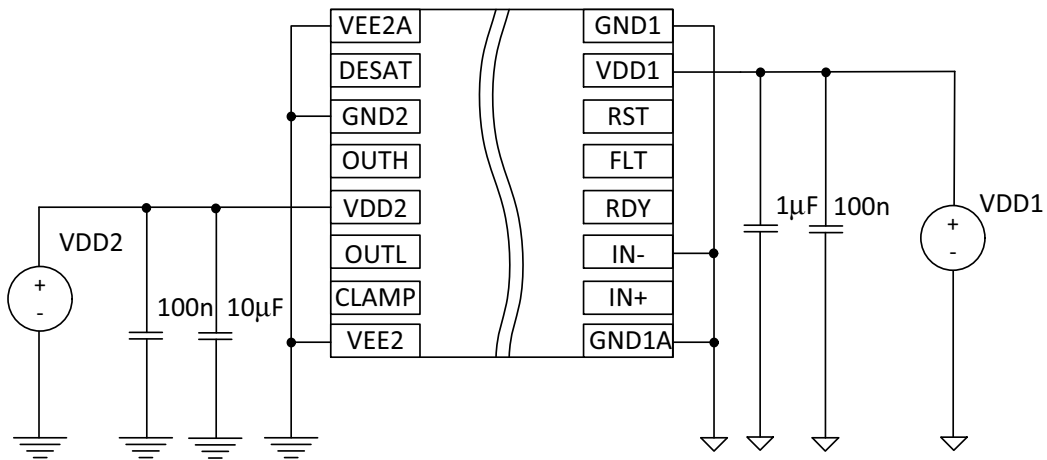 VEE2A
DESAT
GND2
OUTH
VDD2
OUTL
CLAMP
VEE2
GND1
VDD1
RST
FLT
RDY
IN-
IN+
GND1A
VDD2
+
-
100n
10μF
1μF
100n
VDD1
+
-